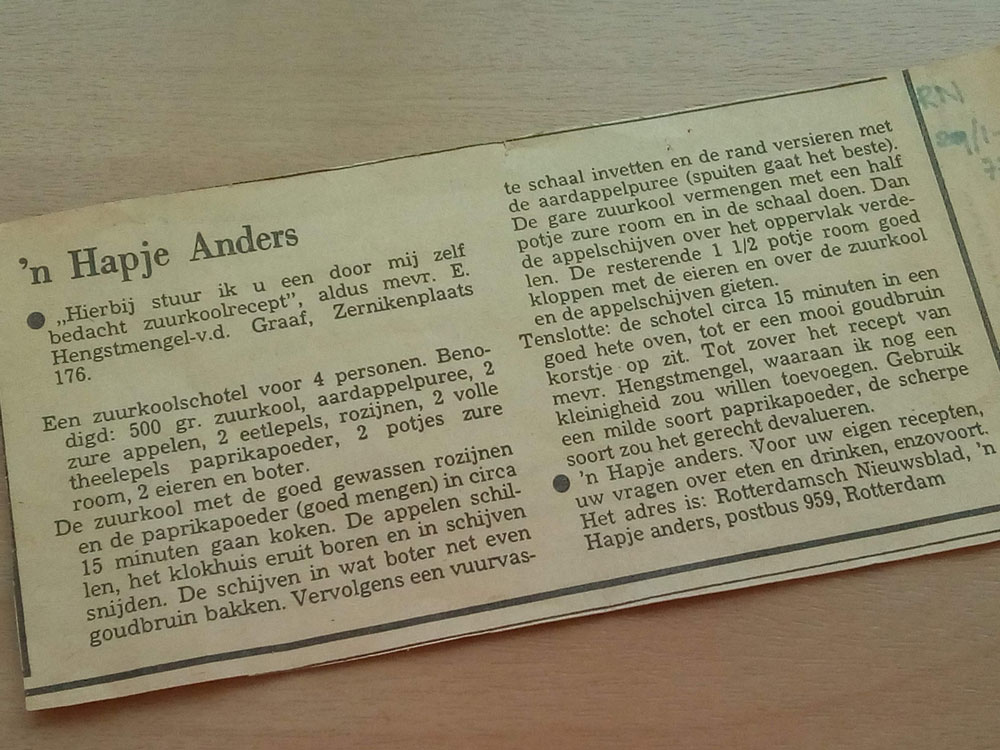 'n Hapje Anders
● „Hierbij stuur ik u een door mij zelf
bedacht zuurkoolrecept", aldus mevr. E.
Hengstmengel-v.d. Graaf, Zernikenplaats
176.
Een zuurkoolschotel voor 4 personen. Beno-
digd: 500 gr. zuurkool, aardappelpuree, 2
zure appelen, 2 eetlepels, rozijnen, 2 volle
theelepels paprikapoeder, 2 potjes zure
room, 2 eieren en boter.
De zuurkool met de goed gewassen rozijnen
en de paprikapoeder (goed mengen) in circa
15 minuten gaan koken. De appelen schil-
len, het klokhuis eruit boren en in schijven
snijden. De schijven in wat boter net even
goudbruin bakken. Vervolgens een vuurvas-
te schaal invetten en de rand versieren met
de aardappelpuree (spuiten gaat het beste).
De gare zuurkool vermengen met een half
potje zure room en in de schaal doen. Dan
de appelschijven over het oppervlak verde-
len. De resterende 1 1/2 potje room goed
kloppen met de eieren en over de zuurkool
en de appelschijven gieten.
Tenslotte: de schotel circa 15 minuten in een
goed hete oven, tot er een mooi goudbruin
korstje op zit. Tot zover het recept van
mevr. Hengstmengel, waaraan ik nog een
kleinigheid zou willen toevoegen. Gebruik
een milde soort paprikapoeder, de scherpe
soort zou het gerecht devalueren.
● 'n Hapje anders. Voor uw eigen recepten,
uw vragen over eten en drinken, enzovoort.
Het adres is: Rotterdamsch Nieuwsblad, 'n
Hapje anders, postbus 959, Rotterdam
RN